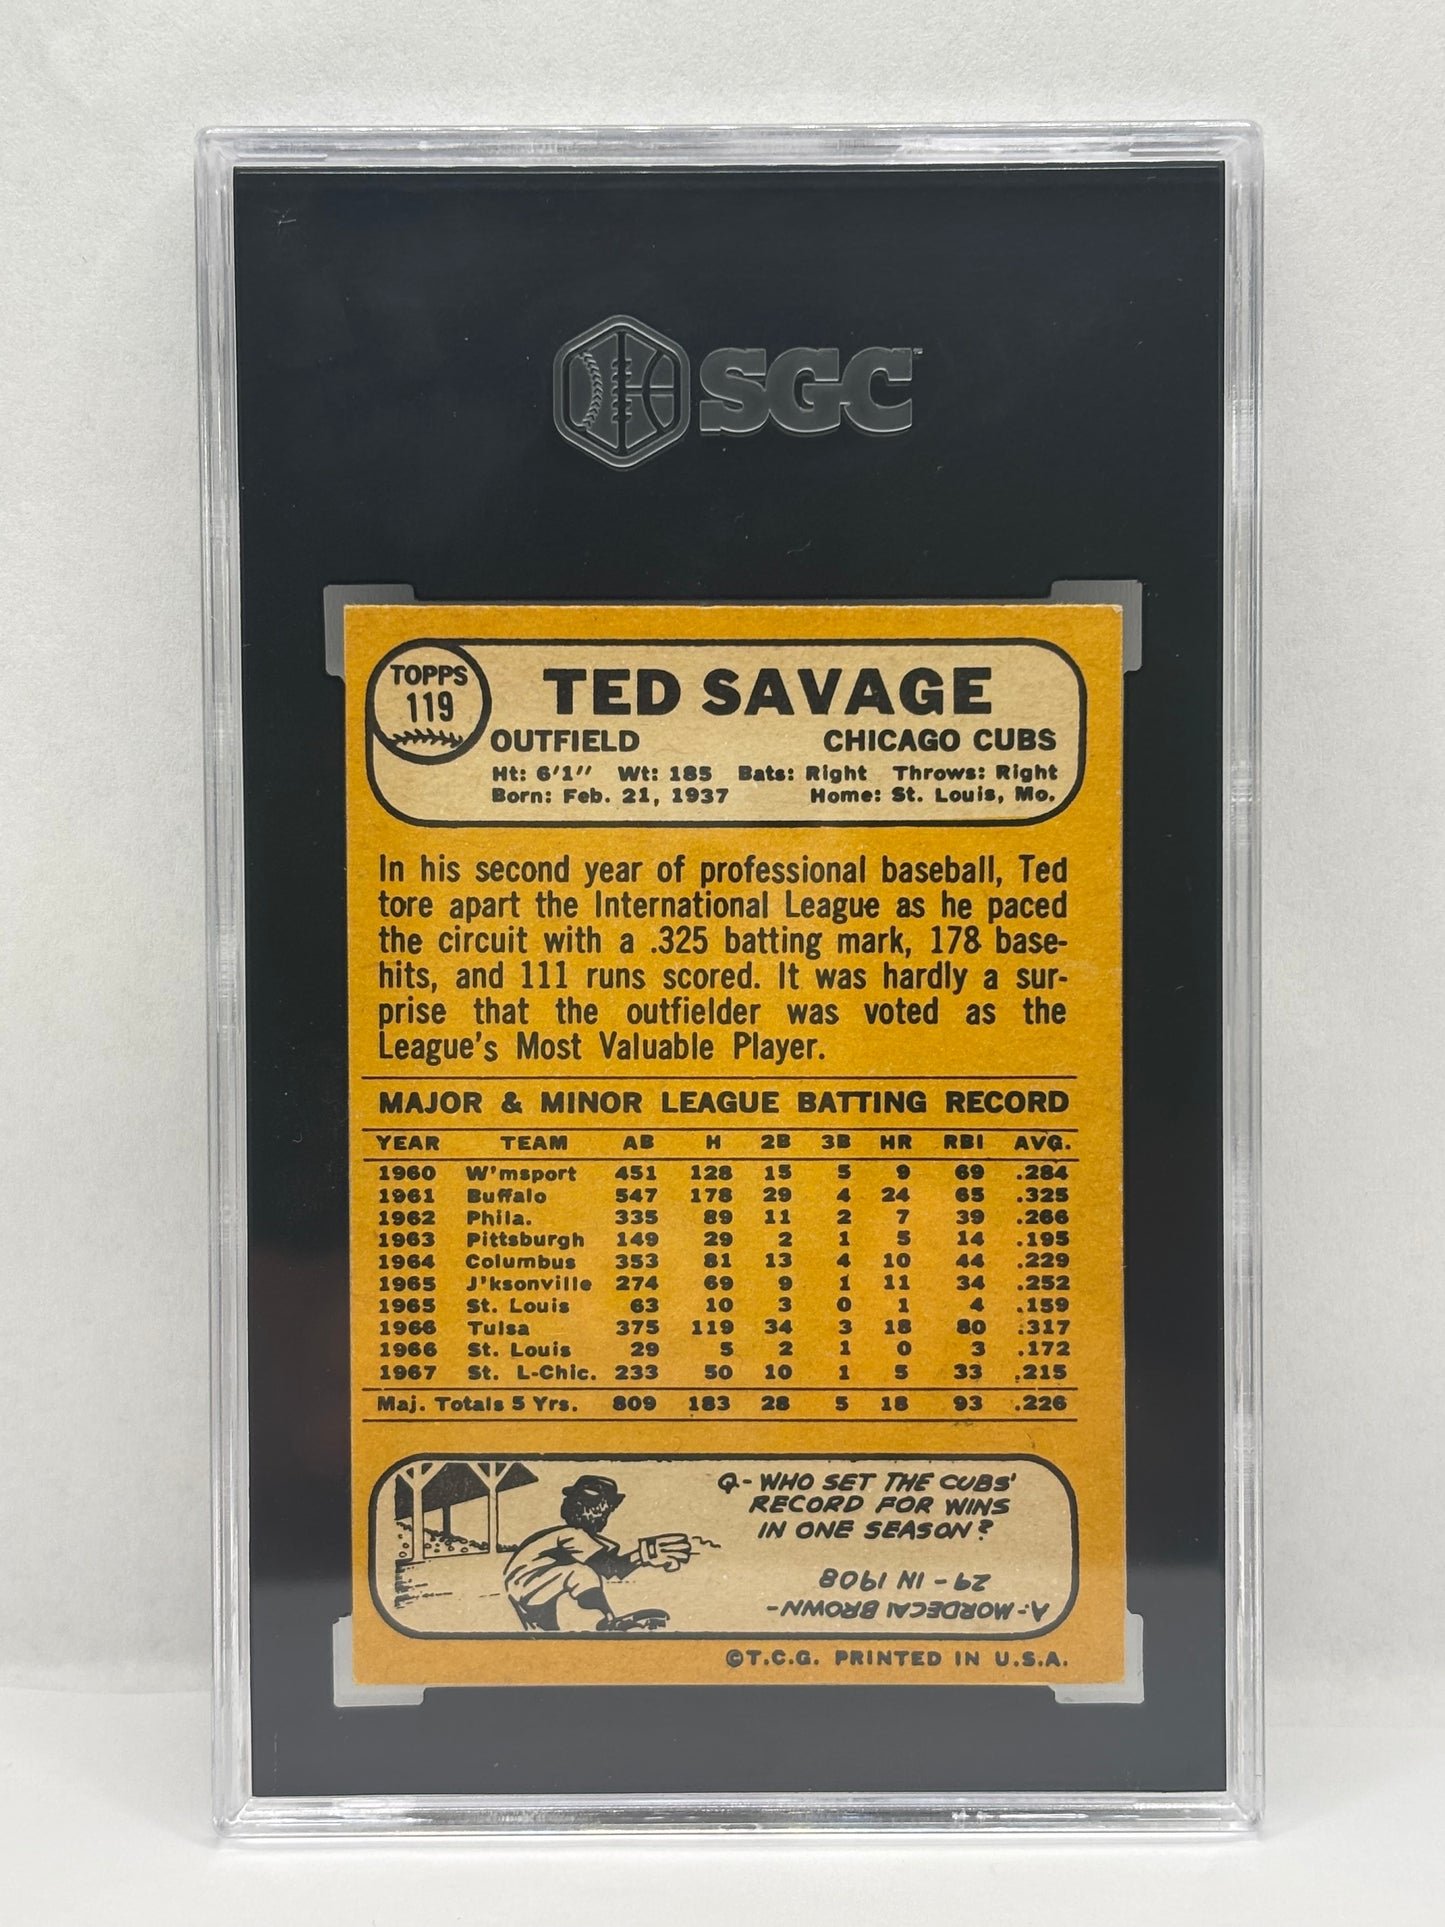 SGC
TOPPS
119
TED SAVAGE
OUTFIELD CHICAGO CUBS
Ht: 6'1" Wt: 185 Bats: Right Throws: Right
Born: Feb. 21, 1937 Home: St. Louis, Mo.
In his second year of professional baseball, Ted
tore apart the International League as he paced
the circuit with a .325 batting mark, 178 base-
hits, and 111 runs scored. It was hardly a sur-
prise that the outfielder was voted as the
League's Most Valuable Player.
MAJOR & MINOR LEAGUE BATTING RECORD
YEAR TEAM AB H 2B 3B HR RBI AVG.
1960 W'msport 451 128 15 5 9 69 .284
1961 Buffalo 547 178 29 4 24 65 .325
1962 Phila. 335 89 11 2 7 39 .266
1963 Pittsburgh 149 29 2 1 5 14 .195
1964 Columbus 353 81 13 4 10 44 .229
1965 J'ksonville 274 69 9 1 11 34 .252
1965 St. Louis 63 10 3 0 1 4 .159
1966 Tulsa 375 119 34 3 18 80 .317
1966 St. Louis 29 5 2 1 0 3 .172
1967 St. L-Chic. 233 50 10 1 5 33 .215
Maj. Totals 5 Yrs. 809 183 28 5 18 93 .226
Q.- WHO SET THE CUBS'
RECORD FOR WINS
IN ONE SEASON?
A.- MORDECAI BROWN-
29 - IN 1908
©T.C.G. PRINTED IN U.S.A.